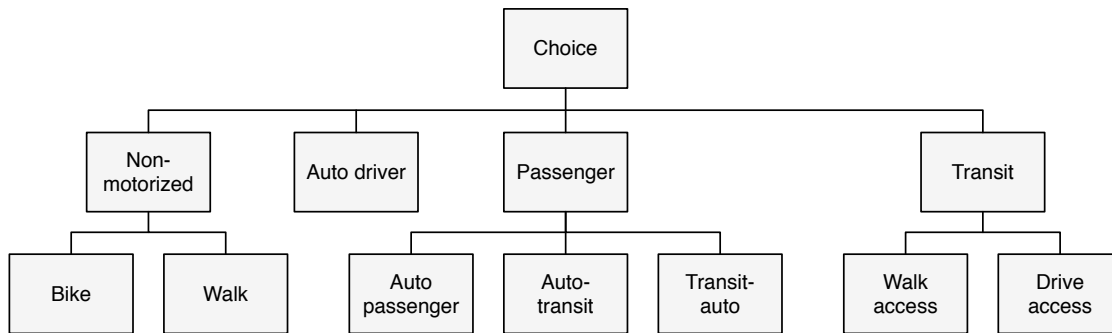 Choice
Non-
motorized
Auto driver
Passenger
Transit
Bike
Walk
Auto
passenger
Auto-
transit
Transit-
auto
Walk
access
Drive
access